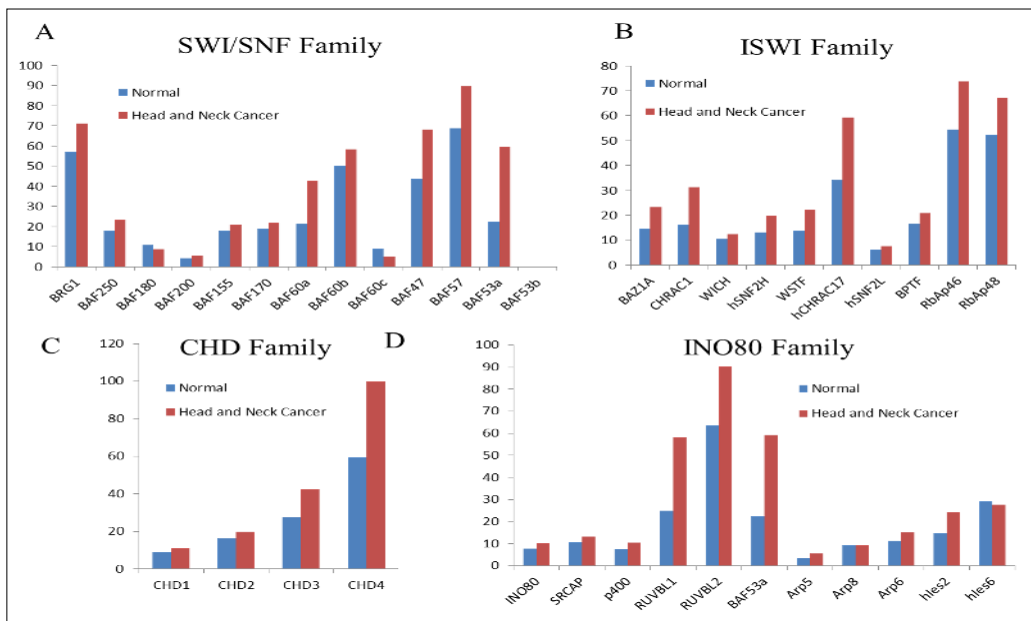 A
SWI/SNF Family
100
90
80
70
60
50
40
30
20
10
0
Normal
Head and Neck Cancer
BRG1
BAF250
BAF180
BAF200
BAF155
BAF170
BAF60a
BAF60b
BAF60c
BAF47
BAF57
BAF53a
BAF53b
B
ISWI Family
80
70
60
50
40
30
20
10
0
Normal
Head and Neck Cancer
BAZ1A
CHRAC1
WICH
hSNF2H
WSTF
hCHRAC17
hSNF2L
BPTF
RbAp46
RbAp48
C
CHD Family
120
100
80
60
40
20
0
Normal
Head and Neck Cancer
CHD1
CHD2
CHD3
CHD4
D
INO80 Family
100
90
80
70
60
50
40
30
20
10
0
Normal
Head and Neck Cancer
INO80
SRCAP
p400
RUVBL1
RUVBL2
BAF53a
Arp5
Arp8
Arp6
hIes2
hIes6